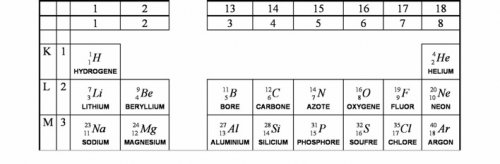 1 2 13 14 15 16 17 18
1 2 3 4 5 6 7 8
K 1 1 1 H 4 2 He
HYDROGENE HELIUM
L 2 7 3 Li 9 4 Be 11 5 B 12 6 C 14 7 N 16 8 O 19 9 F 20 10 Ne
LITHIUM BERYLLIUM BORE CARBONE AZOTE OXYGENE FLUOR NEON
M 3 23 11 Na 24 12 Mg 27 13 Al 28 14 Si 31 15 P 32 16 S 35 17 Cl 40 18 Ar
SODIUM MAGNESIUM ALUMINIUM SILICIUM PHOSPHORE SOUFRE CHLORE ARGON